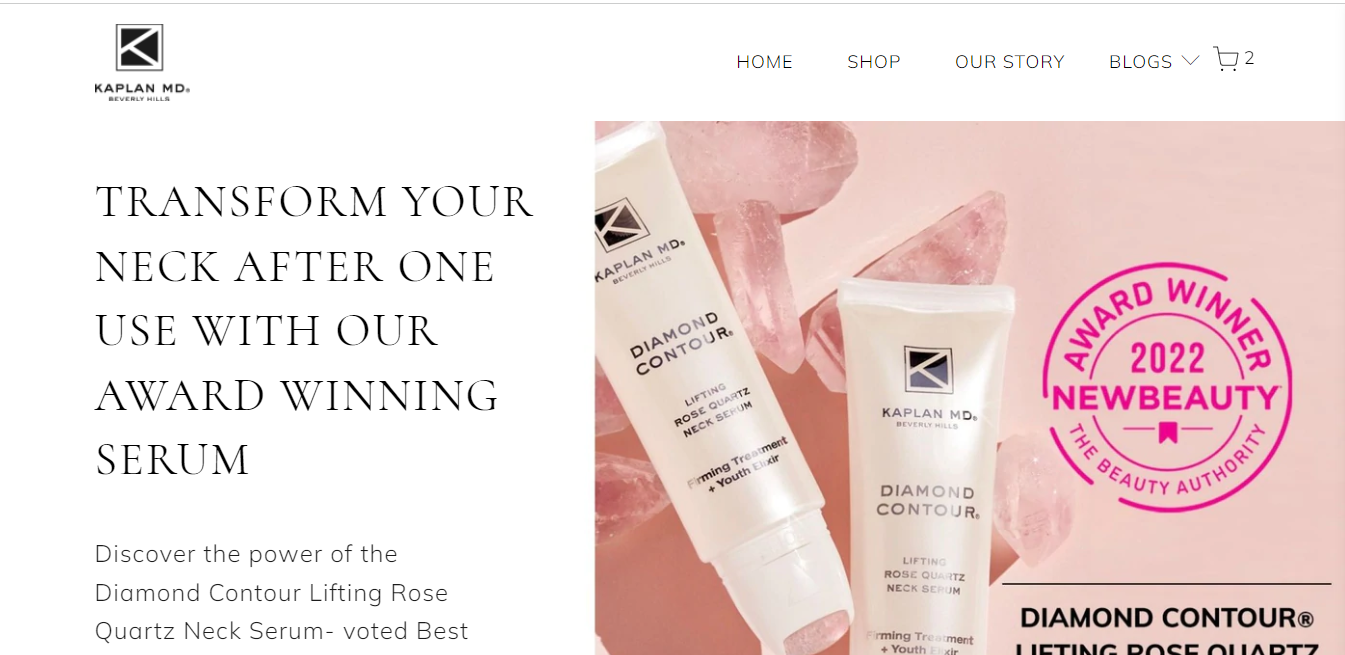 KAPLAN MD®
BEVERLY HILLS
HOME
SHOP
OUR STORY
BLOGS
2
TRANSFORM YOUR
NECK AFTER ONE
USE WITH OUR
AWARD WINNING
SERUM
Discover the power of the
Diamond Contour Lifting Rose
Quartz Neck Serum- voted Best
KAPLAN MD®
BEVERLY HILLS
DIAMOND
CONTOUR®
LIFTING
ROSE QUARTZ
NECK SERUM
Firming Treatment
+ Youth Elixir
KAPLAN MD®
BEVERLY HILLS
DIAMOND
CONTOUR®
LIFTING
ROSE QUARTZ
NECK SERUM
Firming Treatment
+ Youth Elixir
AWARD WINNER
2022
NEWBEAUTY
THE BEAUTY AUTHORITY
DIAMOND CONTOUR®
LIFTING ROSE QUARTZ